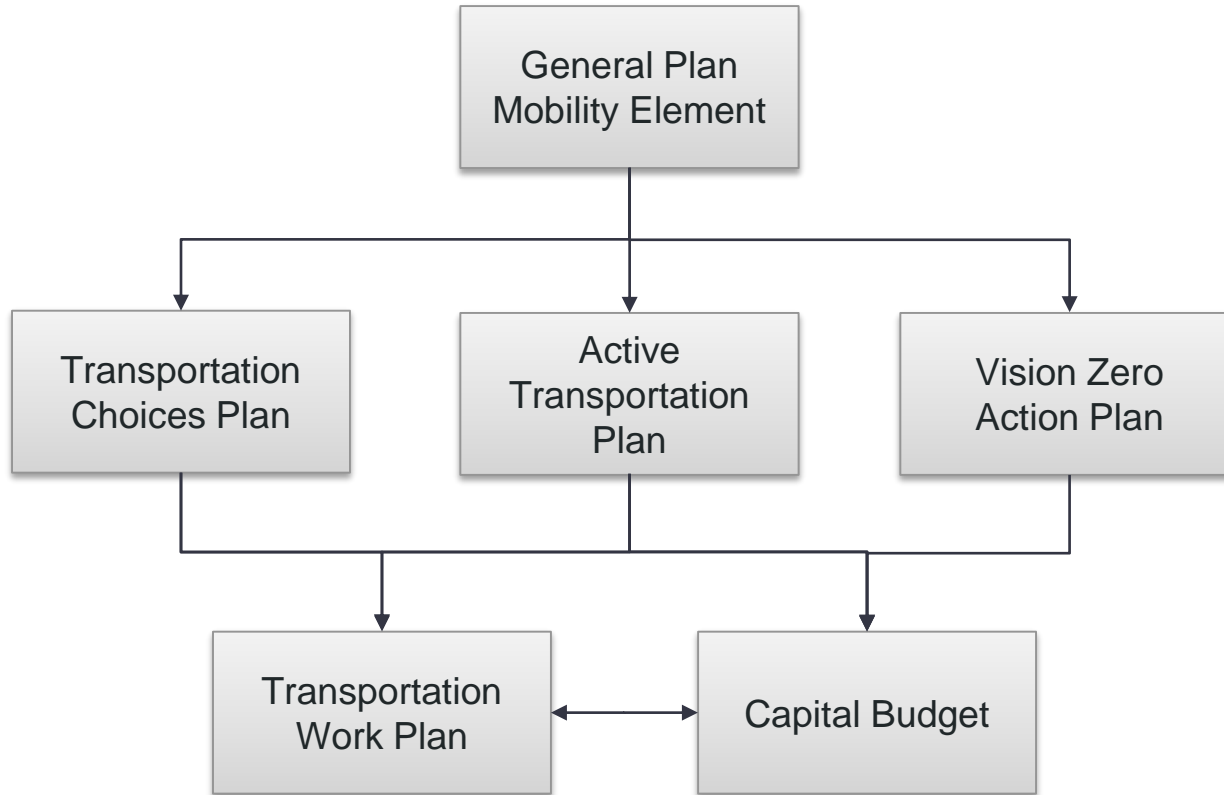 General Plan
Mobility Element
Transportation
Choices Plan
Active
Transportation
Plan
Vision Zero
Action Plan
Transportation
Work Plan
Capital Budget